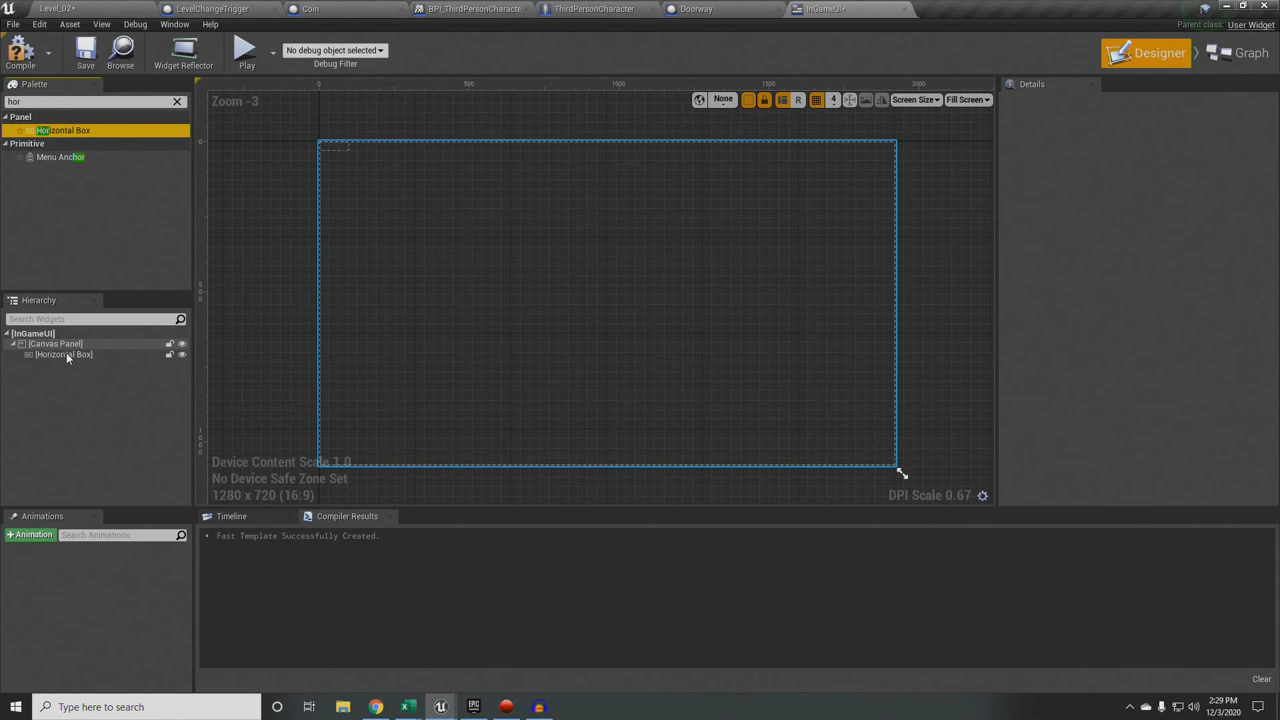 Level_02*
LevelChangeTrigger
Coin
BPI_ThirdPersonCharacte
ThirdPersonCharacter
Doorway
InGameUI*
File Edit Asset View Debug Window Help
Parent class: User Widget
Compile
Save
Browse
Widget Reflector
Play
No debug object selected
Debug Filter
Designer
Graph
Palette
hor
Panel
Horizontal Box
Primitive
Menu Anchor
Hierarchy
Search Widgets
[InGameUI]
[Canvas Panel]
[Horizontal Box]
Animations
+Animation
Search Animations
Zoom -3
0
500
1000
1500
2000
None
R
4
Screen Size
Fill Screen
Device Content Scale 1.0
No Device Safe Zone Set
1280 x 720 (16:9)
DPI Scale 0.67
Details
Timeline
Compiler Results
Fast Template Successfully Created.
Clear
Type here to search
2:29 PM
12/3/2020